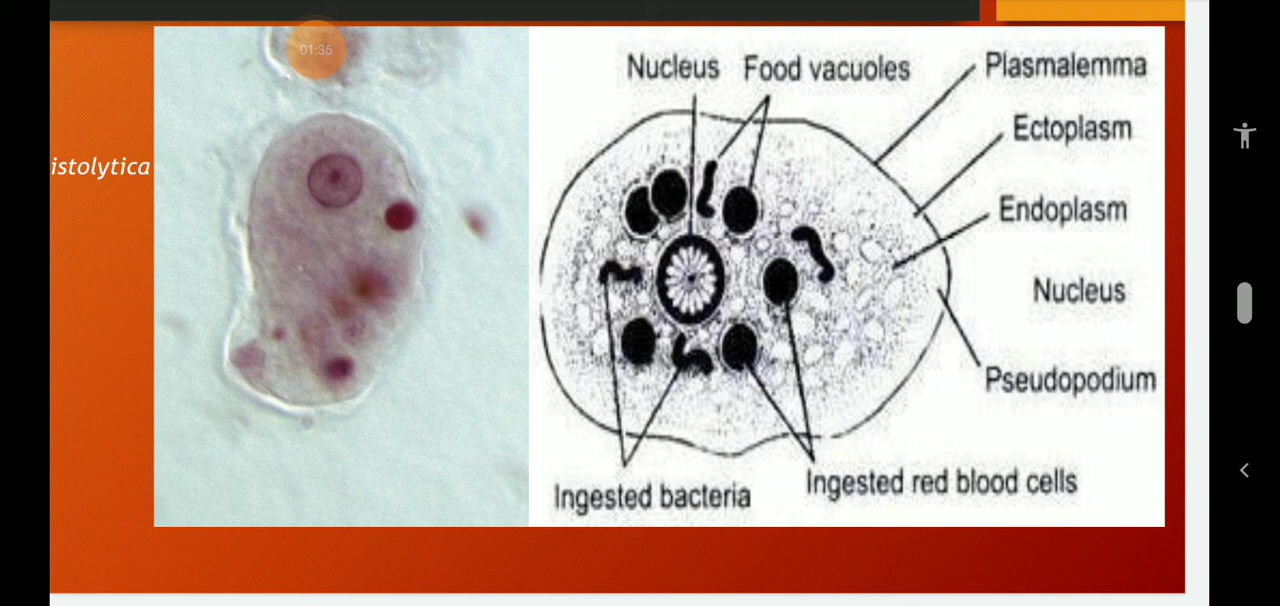 01:35
istolytica
Nucleus
Food vacuoles
Plasmalemma
Ectoplasm
Endoplasm
Nucleus
Pseudopodium
Ingested bacteria
Ingested red blood cells